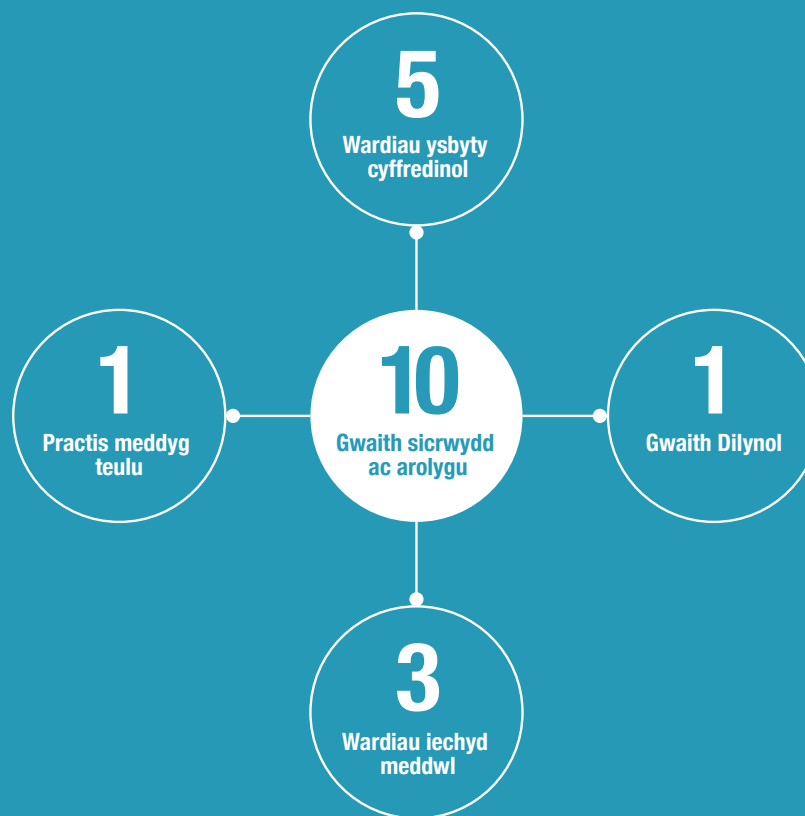 5
Wardiau ysbyty
cyffredinol
1
Practis meddyg
teulu
10
Gwaith sicrwydd
ac arolygu
1
Gwaith Dilynol
3
Wardiau iechyd
meddwl